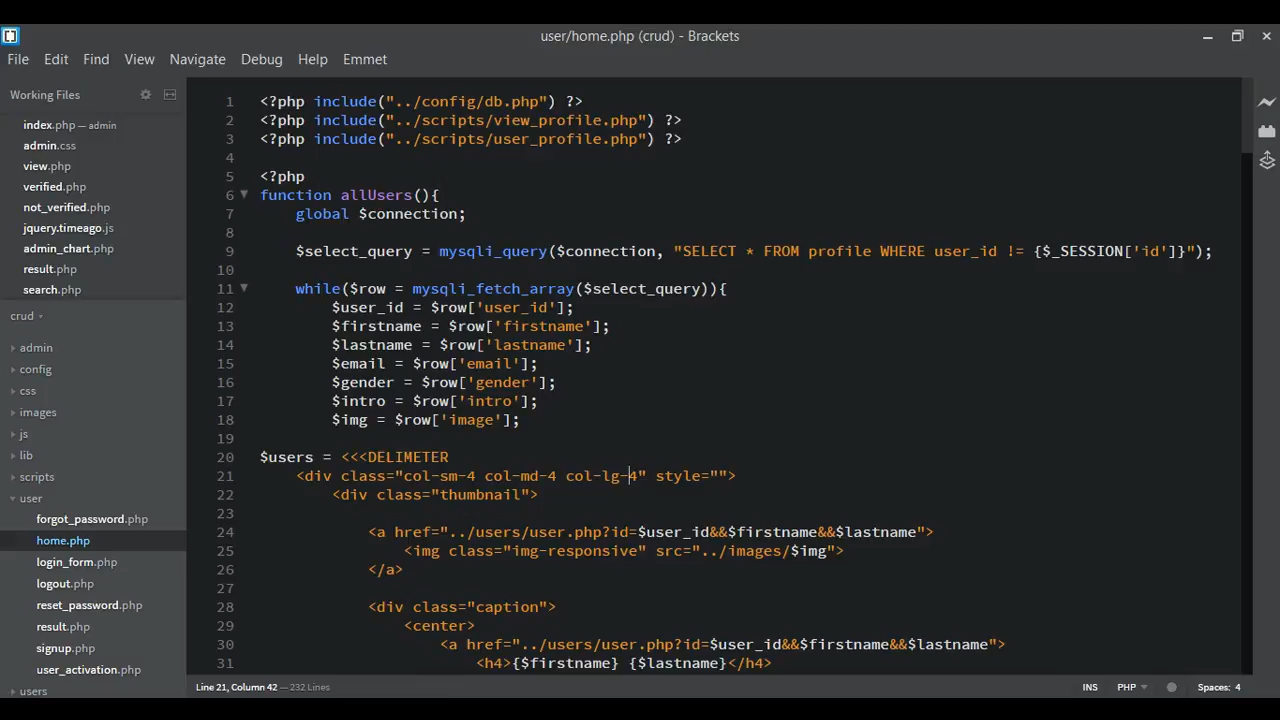 user/home.php (crud) - Brackets
File Edit Find View Navigate Debug Help Emmet
Working Files
index.php — admin
admin.css
view.php
verified.php
not_verified.php
jquery.timeago.js
admin_chart.php
result.php
search.php
crud
admin
config
css
images
js
lib
scripts
user
forgot_password.php
home.php
login_form.php
logout.php
reset_password.php
result.php
signup.php
user_activation.php
users
1 <?php include("../config/db.php") ?>
2 <?php include("../scripts/view_profile.php") ?>
3 <?php include("../scripts/user_profile.php") ?>
4
5 <?php
6 function allUsers(){
7 global $connection;
8
9 $select_query = mysqli_query($connection, "SELECT * FROM profile WHERE user_id != {$_SESSION['id']}");
10
11 while($row = mysqli_fetch_array($select_query)){
12 $user_id = $row['user_id'];
13 $firstname = $row['firstname'];
14 $lastname = $row['lastname'];
15 $email = $row['email'];
16 $gender = $row['gender'];
17 $intro = $row['intro'];
18 $img = $row['image'];
19
20 $users = <<<DELIMETER
21 <div class="col-sm-4 col-md-4 col-lg-4" style="">
22 <div class="thumbnail">
23
24 <a href="../users/user.php?id=$user_id&&$firstname&&$lastname">
25 <img class="img-responsive" src="../images/$img">
26 </a>
27
28 <div class="caption">
29 <center>
30 <a href="../users/user.php?id=$user_id&&$firstname&&$lastname">
31 <h4>{$firstname} {$lastname}</h4>
Line 21, Column 42 — 232 Lines
INS PHP Spaces: 4